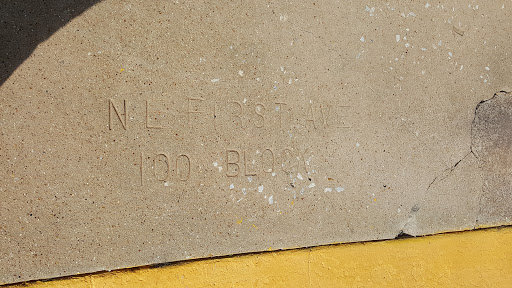 N L FIRST AVE
100 BLOCK